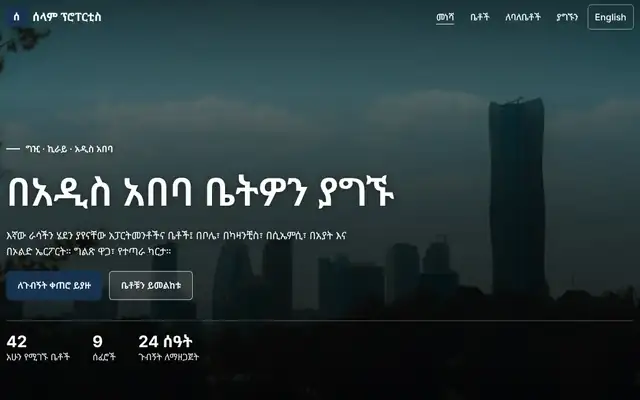 ሰ ሰላም ፕሮፐርቲስ
መነሻ ቤቶች ለባለቤቶች ያግኙን English
ግዢ · ኪራይ · አዲስ አበባ
በአዲስ አበባ ቤትዎን ያግኙ
እኛው ራሳችን ሄደን ያየናቸው አፓርትመንቶችና ቤቶች፤ በቦሌ፣ በካዛንቺስ፣ በሲኤምሲ፣ በአያት እና
በኦልድ ኤርፖርት። ግልጽ ዋጋ፣ የተጣራ ካርታ።
ለጉብኝት ቀጠሮ ይያዙ ቤቶቹን ይመልከቱ
42 9 24 ሰዓት
አሁን የሚገኙ ቤቶች ሰፈሮች ጉብኝት ለማዘጋጀት